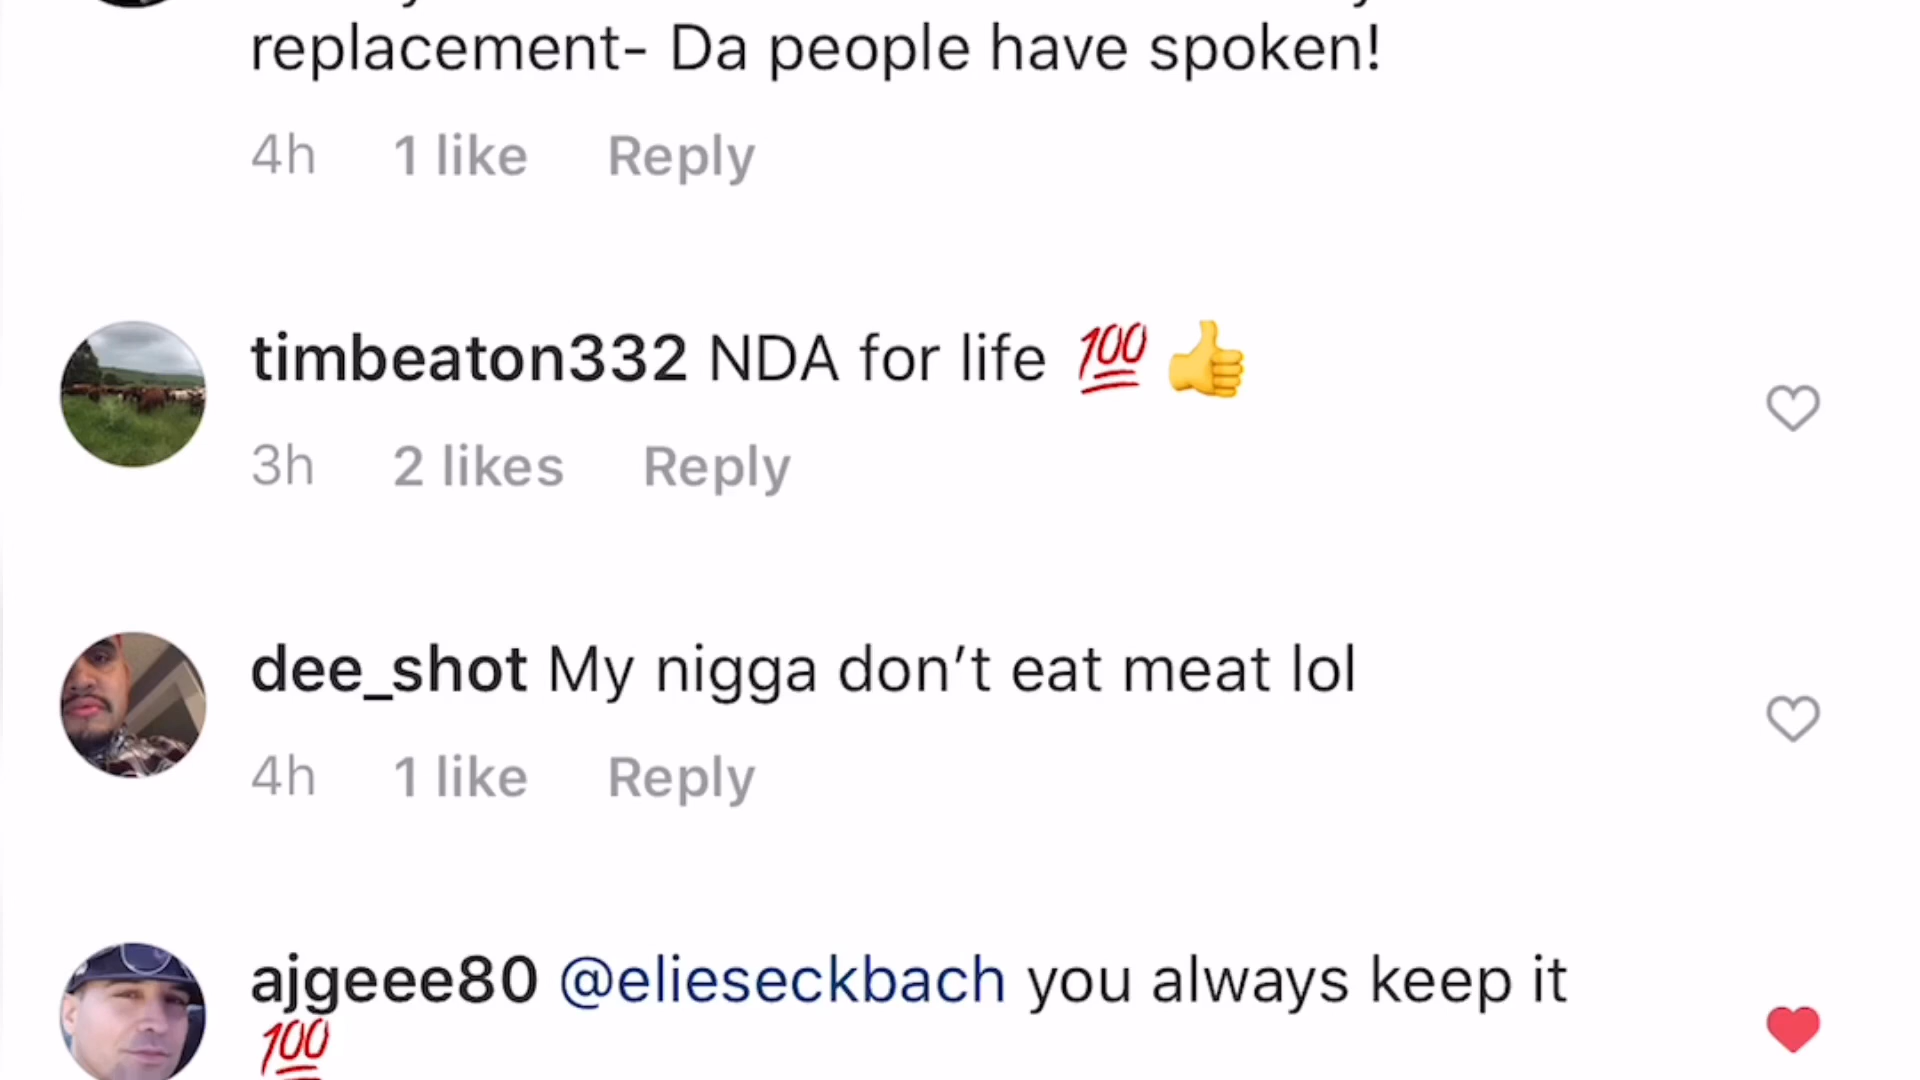 replacement- Da people have spoken!
4h 1 like Reply
timbeaton332 NDA for life 💯👍
3h 2 likes Reply
dee_shot My nigga don’t eat meat lol
4h 1 like Reply
ajgeee80 @elieseckbach you always keep it
💯